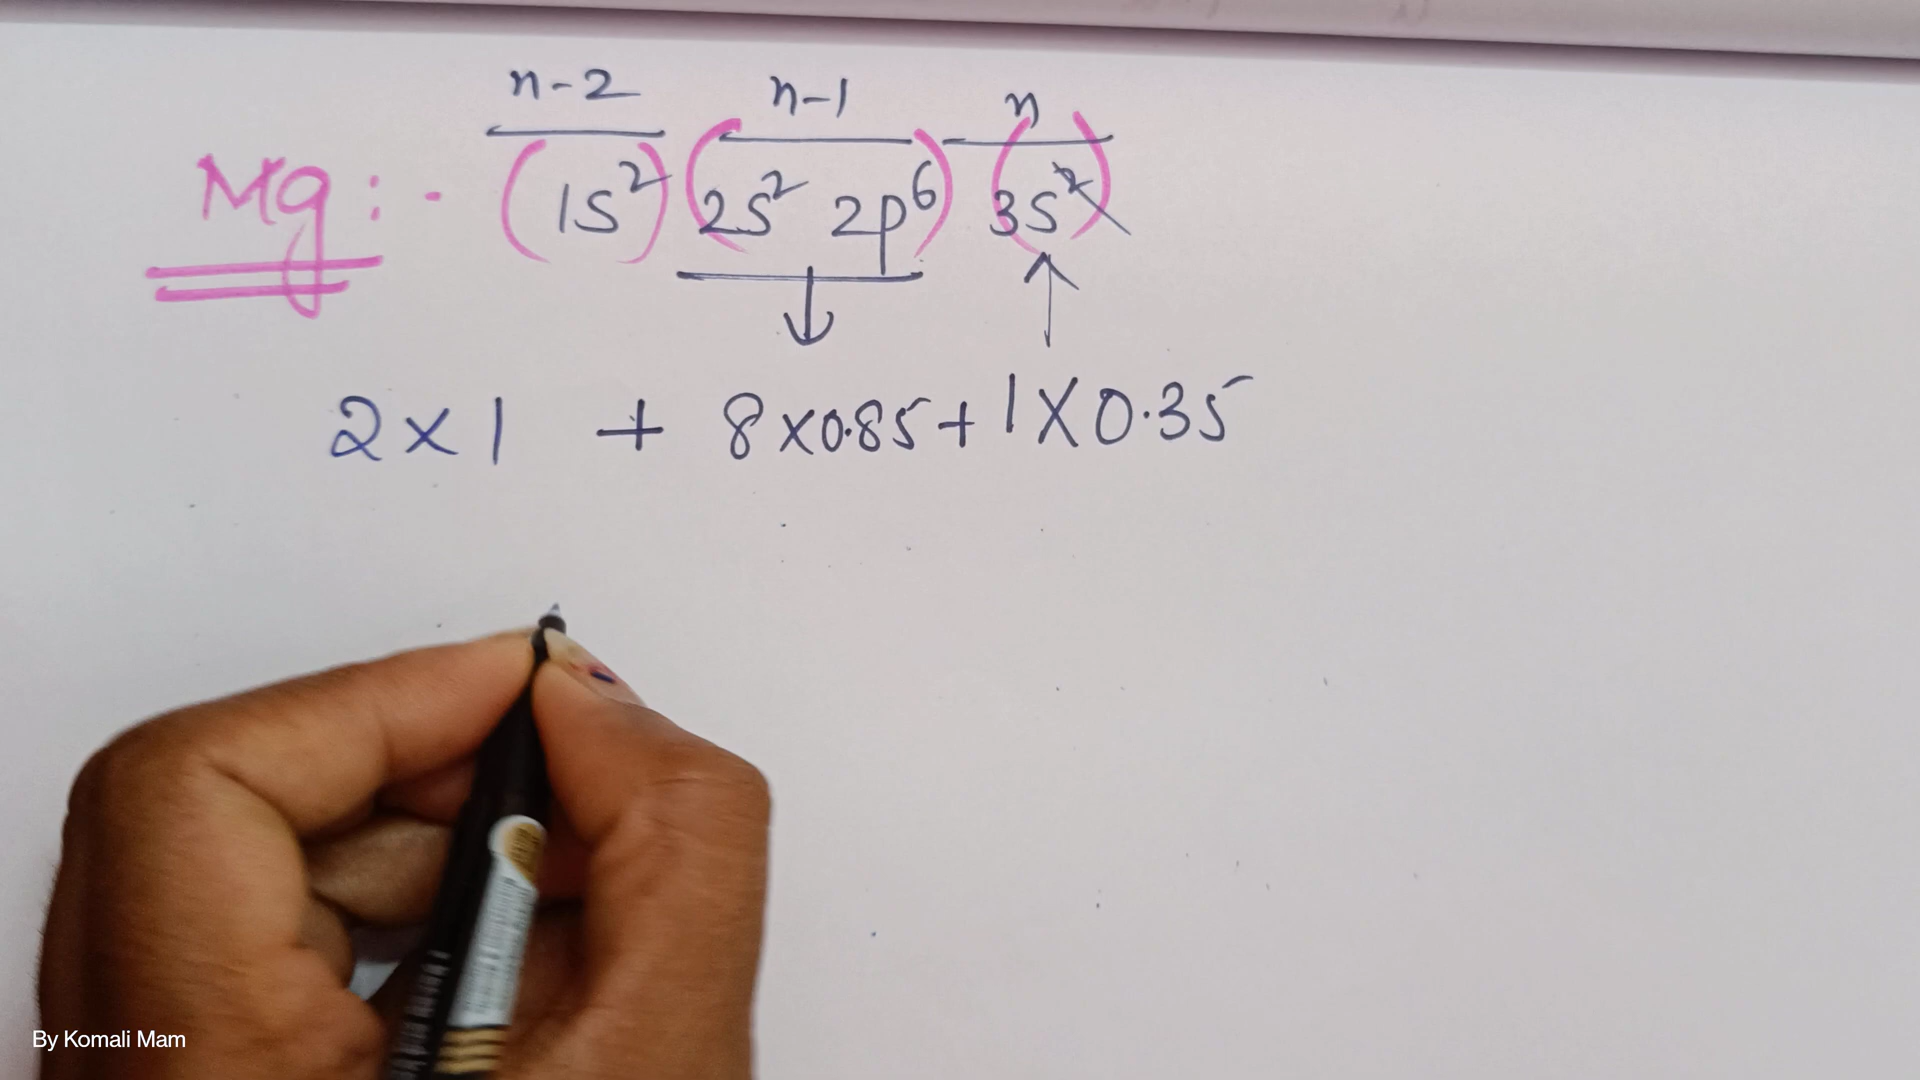 n-2 n-1 n
Mg:- (1s² ) (2s² 2p⁶) (3s²)
2 × 1 + 8 × 0.85 + 1 × 0.35
By Komali Mam